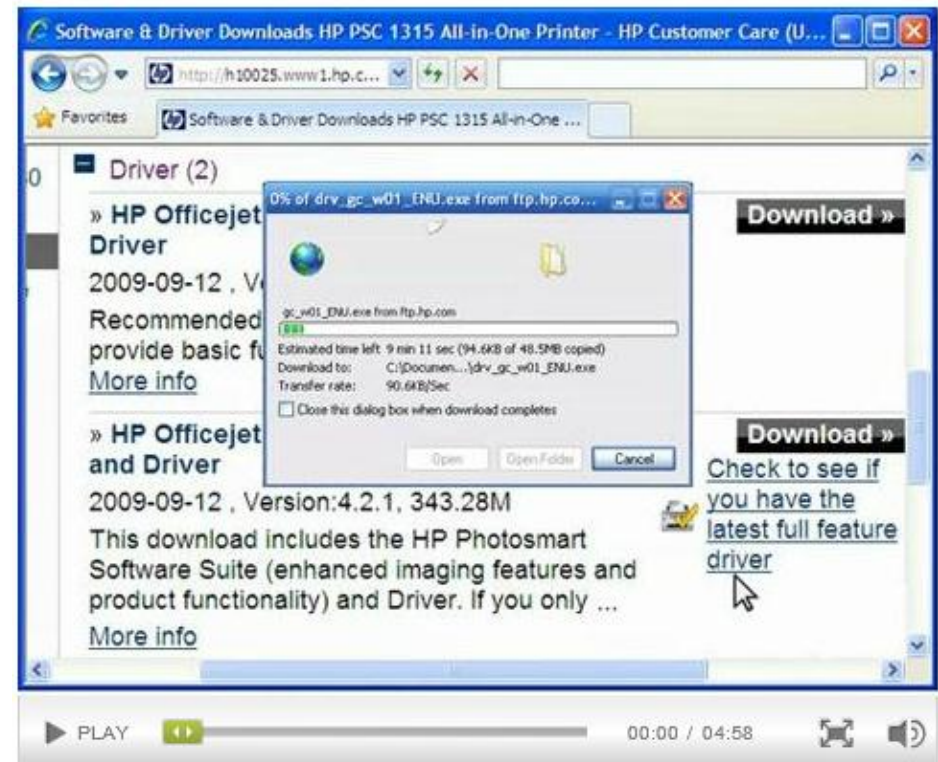 Software & Driver Downloads HP PSC 1315 All-in-One Printer - HP Customer Care (U...
http://h10025.www1.hp.c...
Favorites
Software & Driver Downloads HP PSC 1315 All-in-One ...
Driver (2)
» HP Officejet
Driver
Download »
2009-09-12 , Ve
Recommended
provide basic fu
More info
0% of drv_gc_w01_ENU.exe from ftp.hp.co...
gc_w01_ENU.exe from ftp.hp.com
Estimated time left 9 min 11 sec (94.6KB of 48.5MB copied)
Download to: C:\Documen...\drv_gc_w01_ENU.exe
Transfer rate: 90.6KB/Sec
Close this dialog box when download completes
Open Open Folder Cancel
» HP Officejet
and Driver
Download »
Check to see if
you have the
latest full feature
driver
2009-09-12 , Version:4.2.1, 343.28M
This download includes the HP Photosmart
Software Suite (enhanced imaging features and
product functionality) and Driver. If you only ...
More info
PLAY 00:00 / 04:58